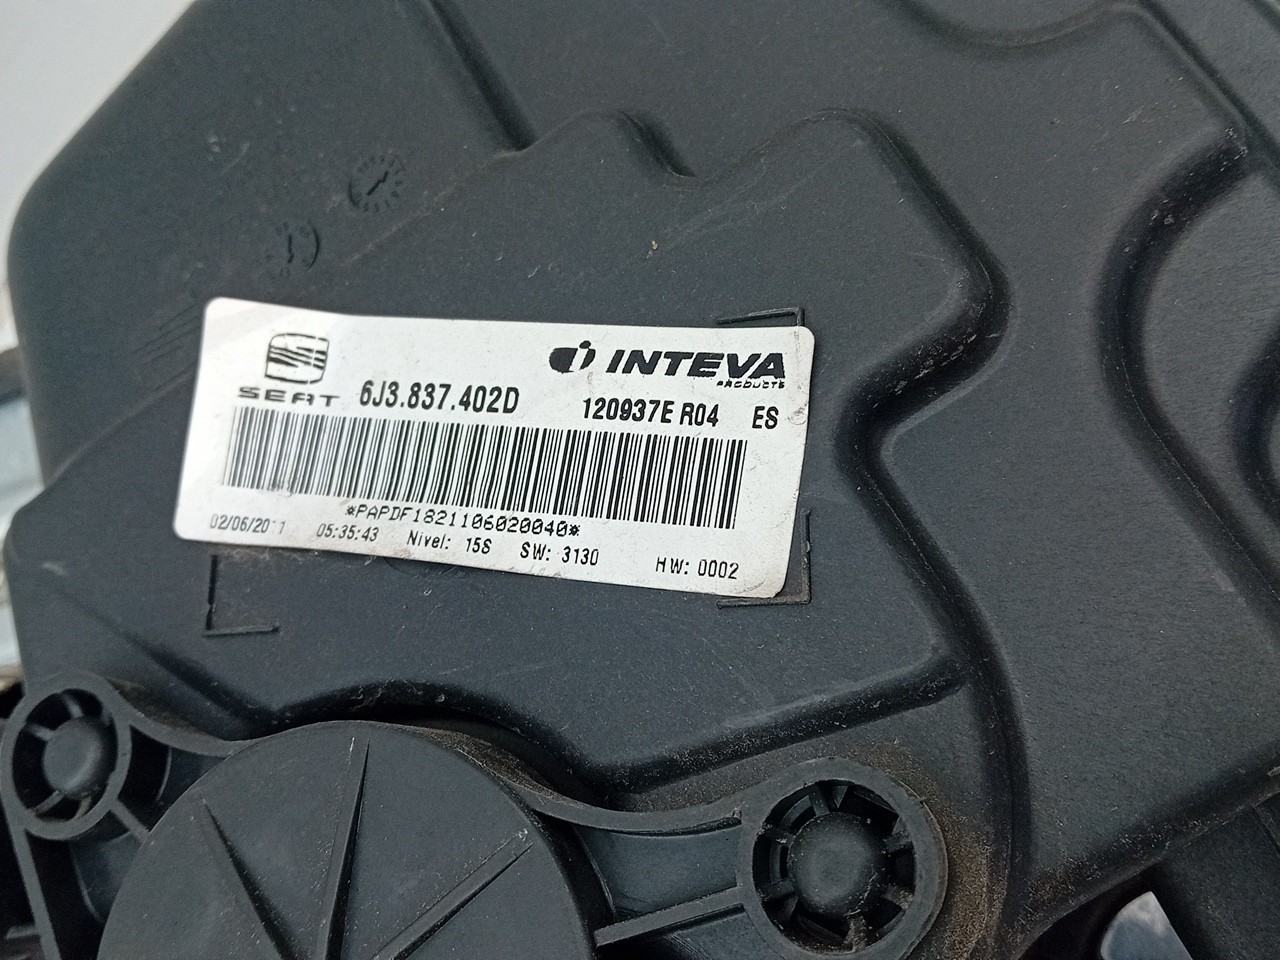 INTEVA
PRODUCTS
SEAT 6J3.837.402D 120937E R04 ES
*PAPDF1821106020040*
02/06/2011 05:35:43 Nivel: 15S SW: 3130 HW: 0002